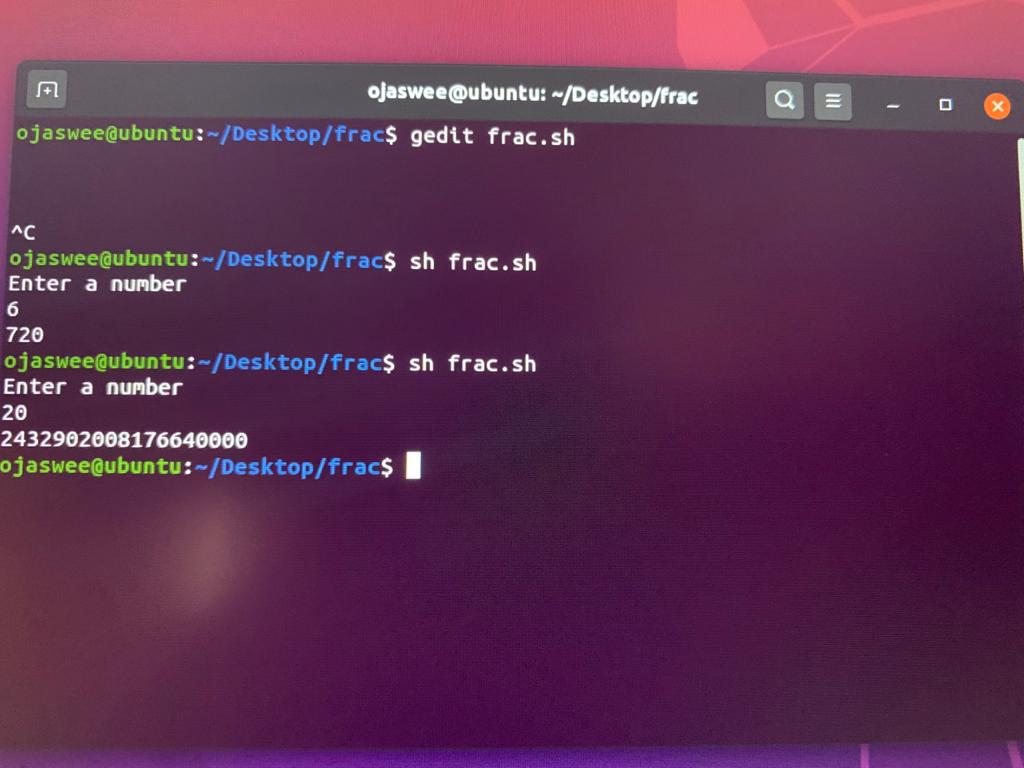 ojaswee@ubuntu: ~/Desktop/frac
ojaswee@ubuntu:~/Desktop/frac$ gedit frac.sh
^C
ojaswee@ubuntu:~/Desktop/frac$ sh frac.sh
Enter a number
6
720
ojaswee@ubuntu:~/Desktop/frac$ sh frac.sh
Enter a number
20
2432902008176640000
ojaswee@ubuntu:~/Desktop/frac$